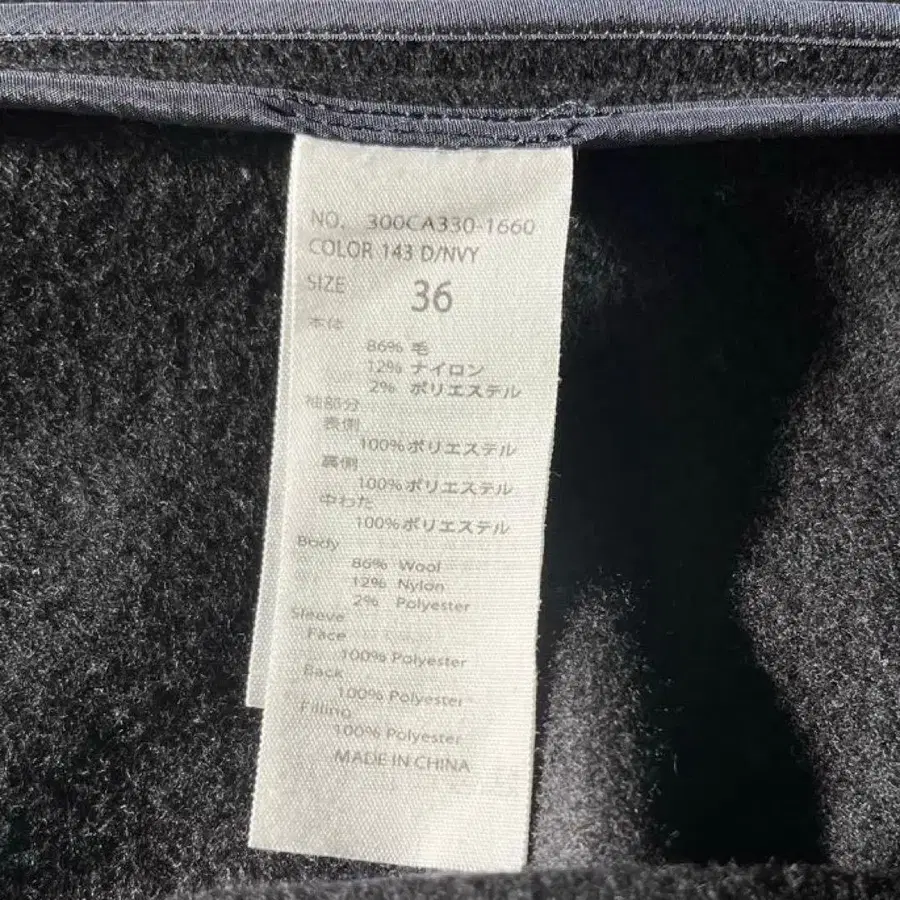 NO. 300CA330-1660
COLOR 143 D/NVY
SIZE 36
本体
86% 毛
12% ナイロン
2% ポリエステル
袖部分
表側
100%ポリエステル
裏側
100%ポリエステル
中わた
100%ポリエステル
Body
86% Wool
12% Nylon
2% Polyester
Sleeve
Face
100% Polyester
Back
100% Polyester
Filling
100% Polyester
MADE IN CHINA